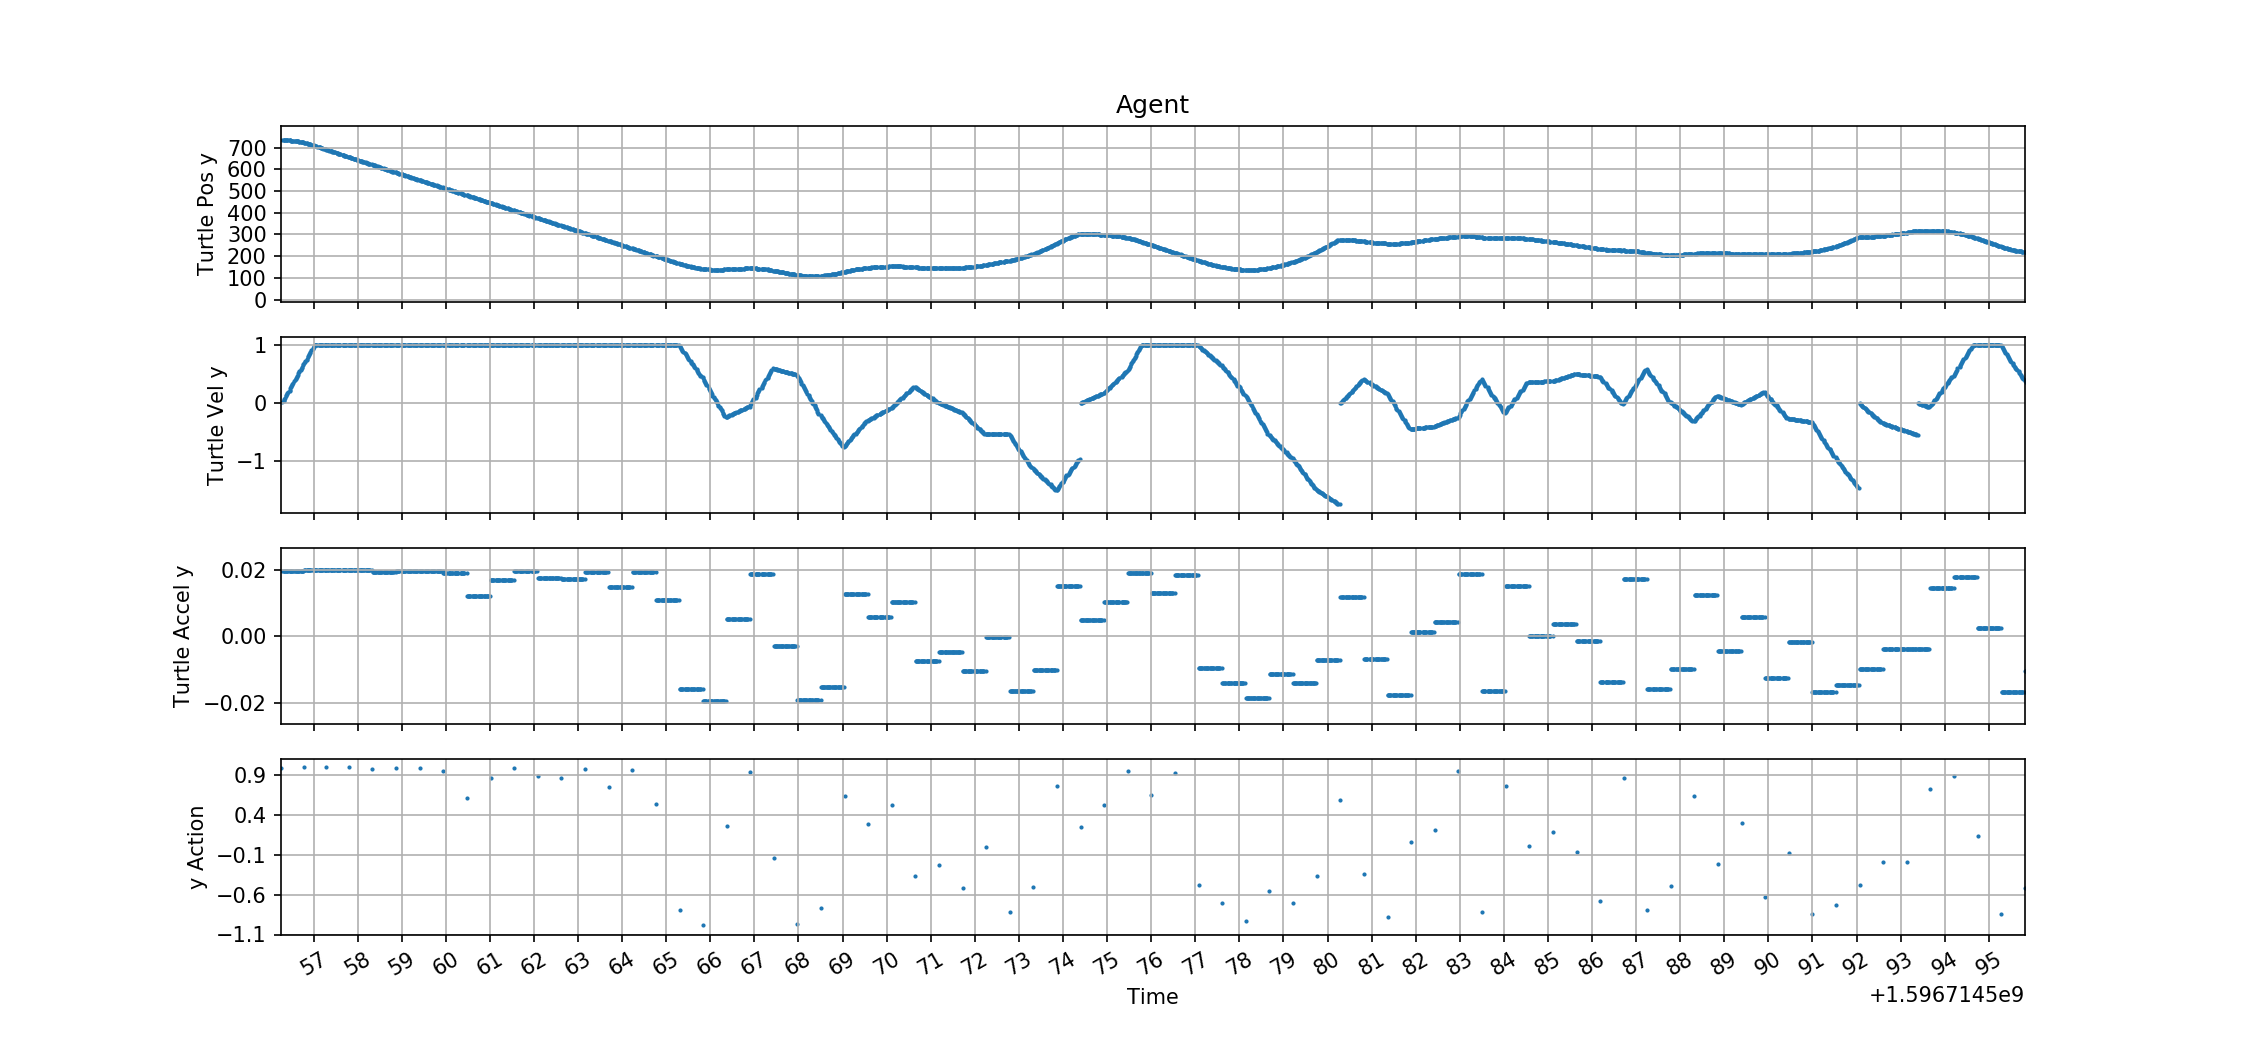 Agent
Turtle Pos y
700
600
500
400
300
200
100
0
Turtle Vel y
1
0
−1
Turtle Accel y
0.02
0.00
−0.02
y Action
0.9
0.4
−0.1
−0.6
−1.1
57 58 59 60 61 62 63 64 65 66 67 68 69 70 71 72 73 74 75 76 77 78 79 80 81 82 83 84 85 86 87 88 89 90 91 92 93 94 95
Time
+1.5967145e9